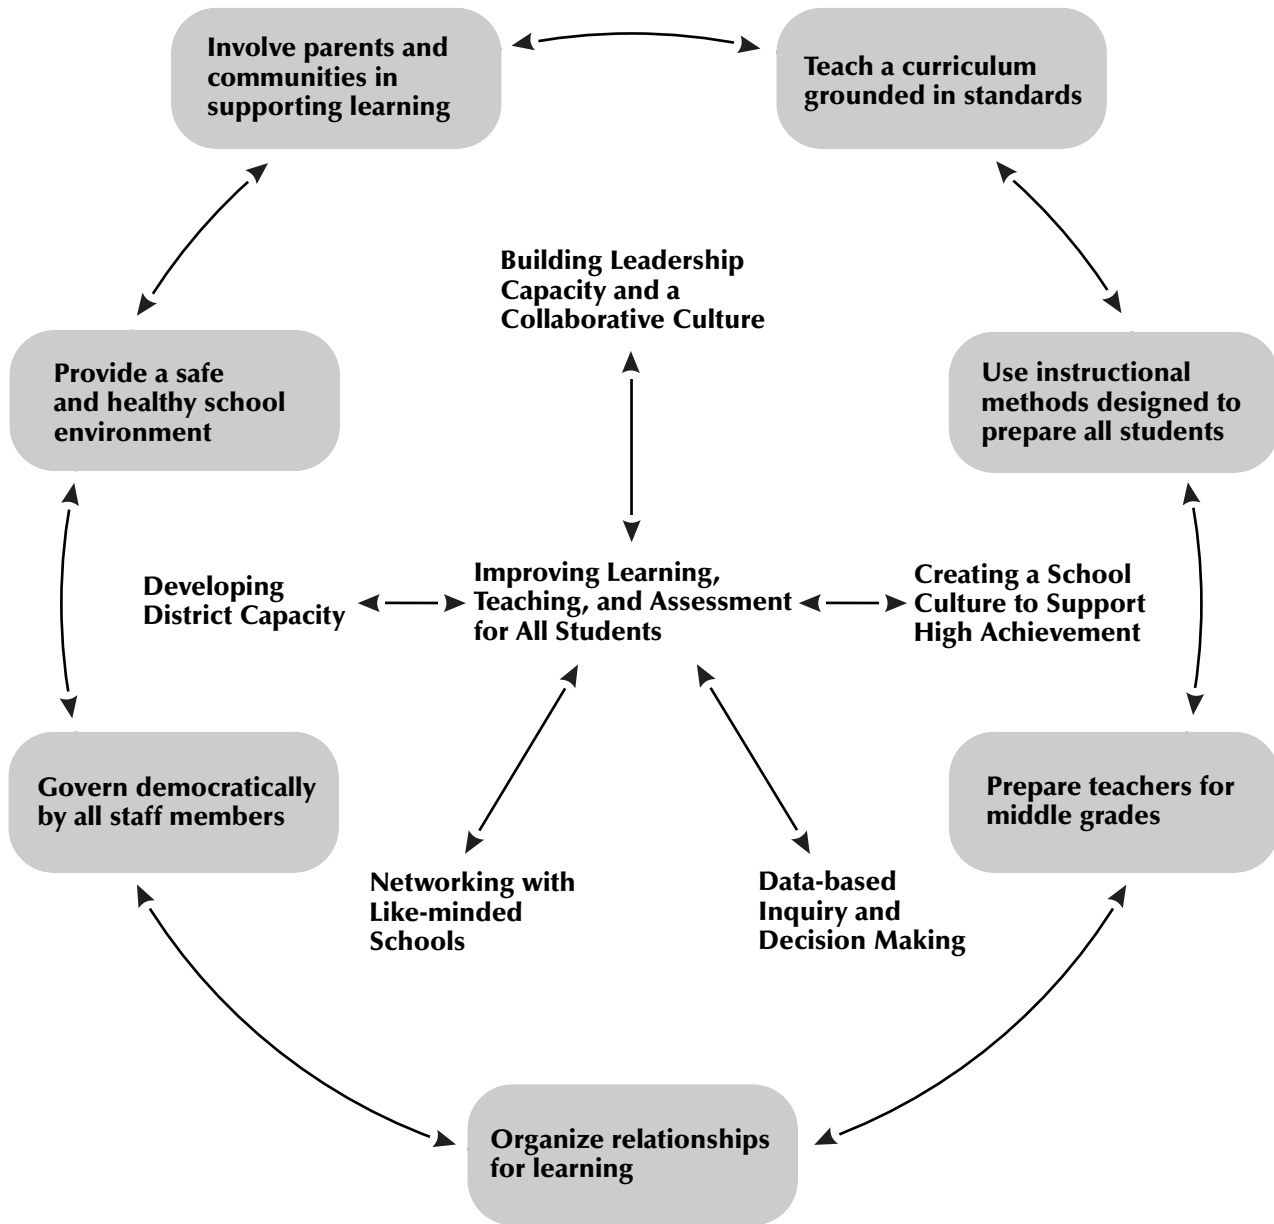 Involve parents and
communities in
supporting learning
Teach a curriculum
grounded in standards
Building Leadership
Capacity and a
Collaborative Culture
Provide a safe
and healthy school
environment
Use instructional
methods designed to
prepare all students
Developing
District Capacity
Improving Learning,
Teaching, and Assessment
for All Students
Creating a School
Culture to Support
High Achievement
Govern democratically
by all staff members
Prepare teachers for
middle grades
Networking with
Like-minded
Schools
Data-based
Inquiry and
Decision Making
Organize relationships
for learning